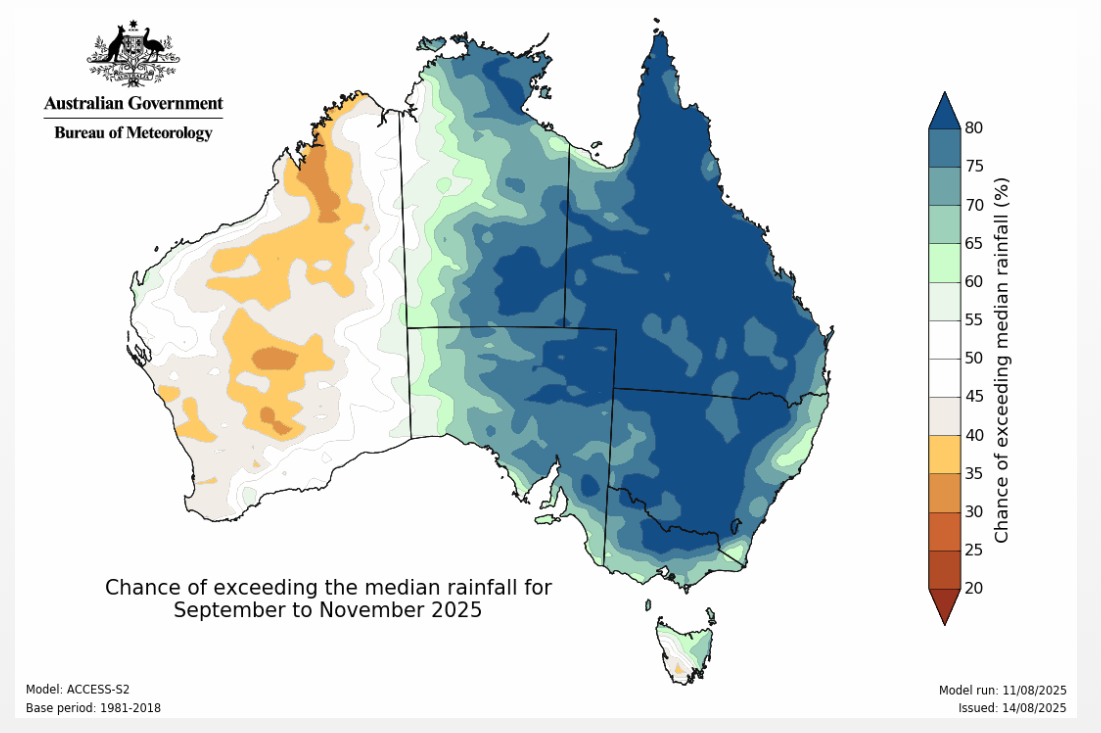 Australian Government
Bureau of Meteorology
80
75
70
65
60
55
50
45
40
35
30
25
20
Chance of exceeding median rainfall (%)
Chance of exceeding the median rainfall for
September to November 2025
Model: ACCESS-S2
Base period: 1981-2018
Model run: 11/08/2025
Issued: 14/08/2025